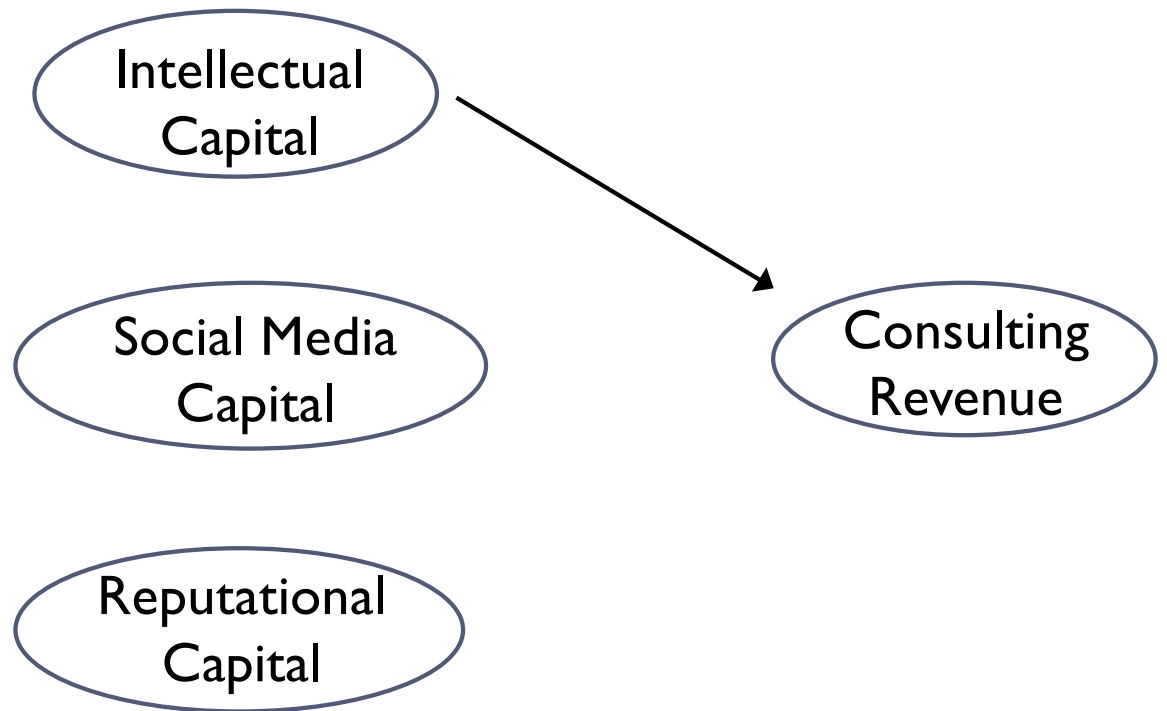 Intellectual
Capital
Social Media
Capital
Consulting
Revenue
Reputational
Capital